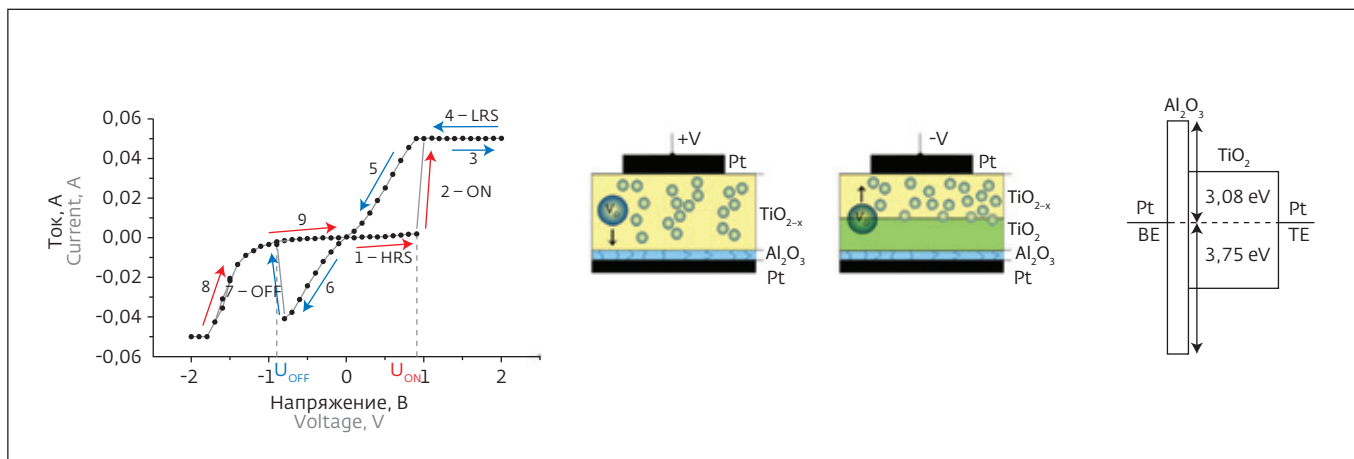 0,06
0,04
0,02
0,00
-0,02
-0,04
-0,06
Ток, А
Current, A
4 – LRS
3
5
2 – ON
9
1 – HRS
6
8
7 – OFF
-2
-1
0
1
2
U_OFF
U_ON
Напряжение, В
Voltage, V
+V
Pt
TiO₂₋ₓ
Al₂O₃
Pt
-V
Pt
TiO₂₋ₓ
TiO₂
Al₂O₃
Pt
Al₂O₃
TiO₂
3,08 eV
Pt
BE
Pt
TE
3,75 eV